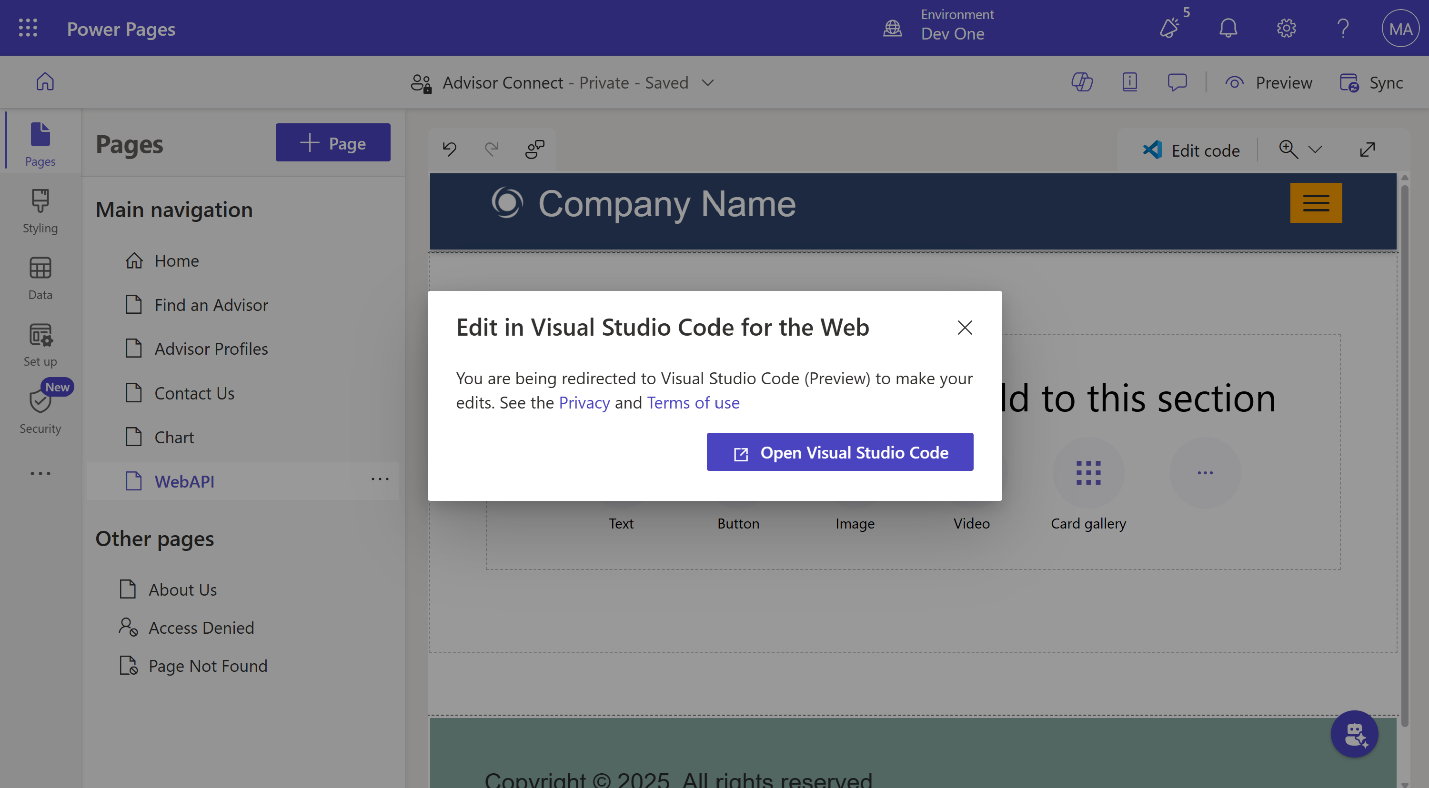 Power Pages
Environment
Dev One
5
MA
Advisor Connect - Private - Saved
Preview
Sync
Pages
Styling
Data
Set up
New
Security
Pages
Page
Main navigation
Home
Find an Advisor
Advisor Profiles
Contact Us
Chart
WebAPI
Other pages
About Us
Access Denied
Page Not Found
Edit code
Company Name
Edit in Visual Studio Code for the Web
You are being redirected to Visual Studio Code (Preview) to make your
edits. See the Privacy and Terms of use
Open Visual Studio Code
to this section
Text
Button
Image
Video
Card gallery
Copyright © 2025. All rights reserved.